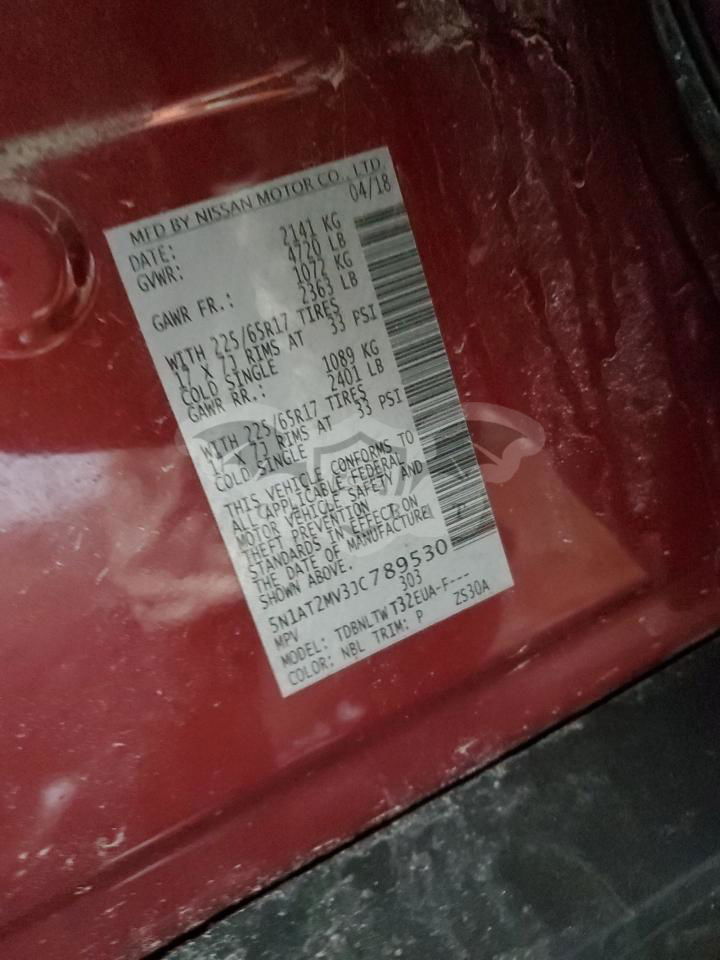 MFD BY NISSAN MOTOR CO., LTD.
DATE: 04/18
GVWR: 2141 KG
4720 LB
GAWR FR.: 1072 KG
2363 LB
WITH 225/65R17 TIRES
17 X 7J RIMS AT 33 PSI
COLD SINGLE
GAWR RR.: 1089 KG
2401 LB
WITH 225/65R17 TIRES
17 X 7J RIMS AT 33 PSI
COLD SINGLE
THIS VEHICLE CONFORMS TO
ALL APPLICABLE FEDERAL
MOTOR VEHICLE SAFETY AND
THEFT PREVENTION
STANDARDS IN EFFECT ON
THE DATE OF MANUFACTURE
SHOWN ABOVE.
5N1AT2MV3JC789530
MPV 303
MODEL: TDBNLTWT32EUA-F---
COLOR: NBL TRIM: P ZS30A